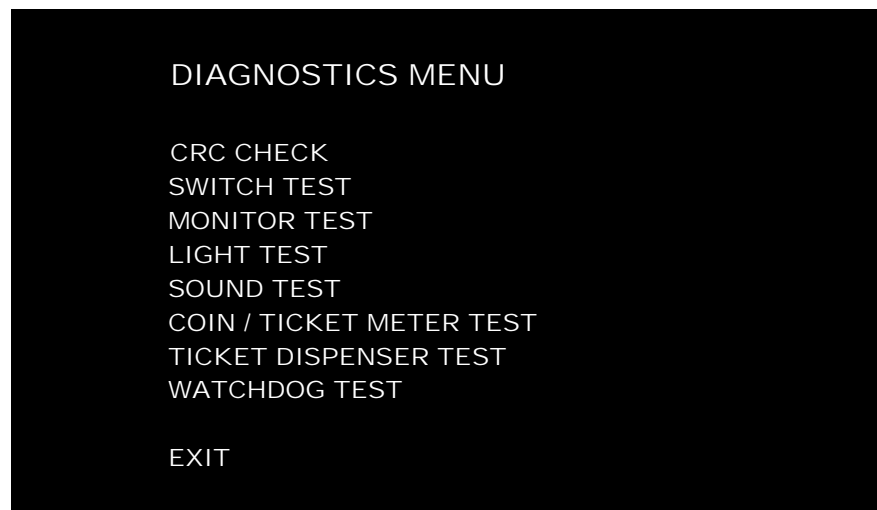 DIAGNOSTICS MENU
CRC CHECK
SWITCH TEST
MONITOR TEST
LIGHT TEST
SOUND TEST
COIN / TICKET METER TEST
TICKET DISPENSER TEST
WATCHDOG TEST
EXIT